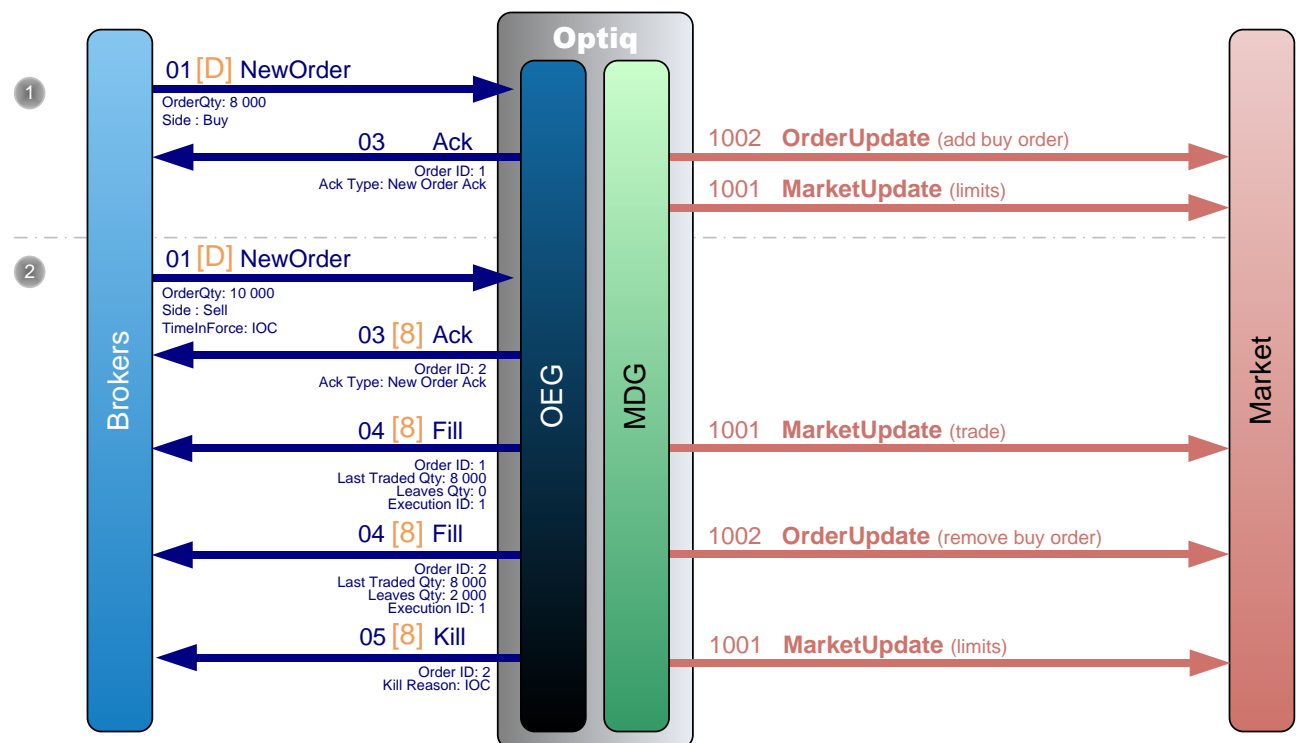 Optiq
1
01 [D] NewOrder
OrderQty: 8 000
Side : Buy
03 Ack
Order ID: 1
Ack Type: New Order Ack
1002 OrderUpdate (add buy order)
1001 MarketUpdate (limits)
2
01 [D] NewOrder
OrderQty: 10 000
Side : Sell
TimeInForce: IOC
03 [8] Ack
Order ID: 2
Ack Type: New Order Ack
Brokers
OEG
MDG
Market
04 [8] Fill
Order ID: 1
Last Traded Qty: 8 000
Leaves Qty: 0
Execution ID: 1
1001 MarketUpdate (trade)
04 [8] Fill
Order ID: 2
Last Traded Qty: 8 000
Leaves Qty: 2 000
Execution ID: 1
1002 OrderUpdate (remove buy order)
05 [8] Kill
Order ID: 2
Kill Reason: IOC
1001 MarketUpdate (limits)